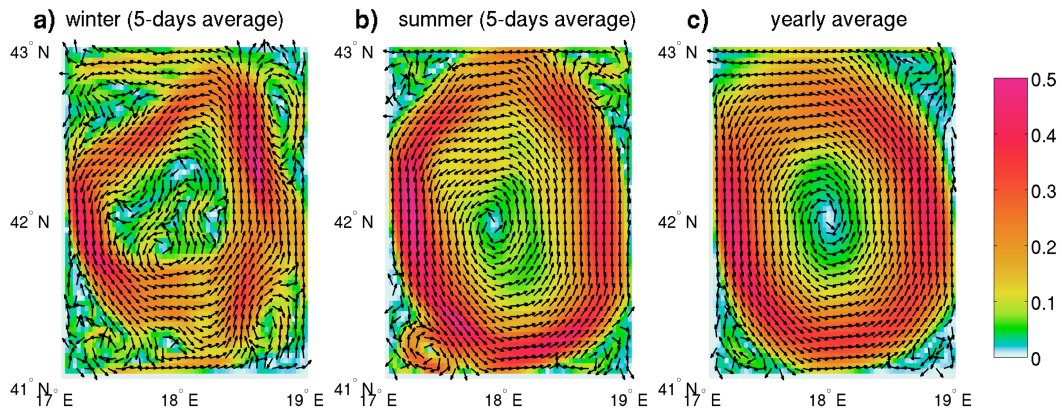 a) winter (5-days average)
b) summer (5-days average)
c) yearly average
43° N
42° N
41° N
17° E
18° E
19° E
43° N
42° N
41° N
17° E
18° E
19° E
43° N
42° N
41° N
17° E
18° E
19° E
0.5
0.4
0.3
0.2
0.1
0